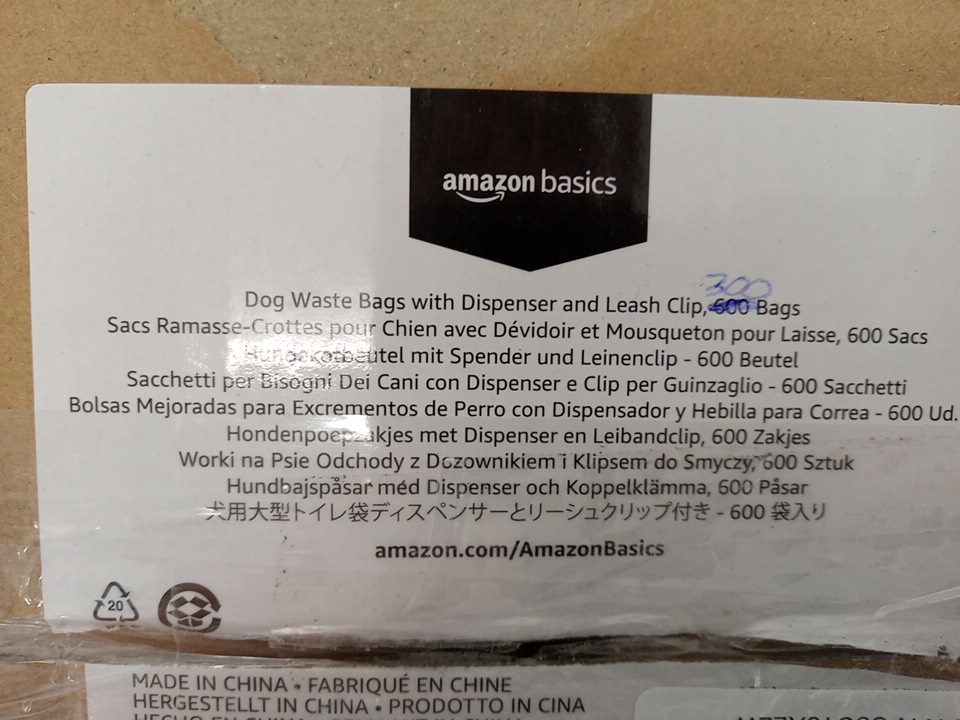 amazon basics
300
Dog Waste Bags with Dispenser and Leash Clip, 600 Bags
Sacs Ramasse-Crottes pour Chien avec Dévidoir et Mousqueton pour Laisse, 600 Sacs
Hundekotbeutel mit Spender und Leinenclip - 600 Beutel
Sacchetti per Bisogni Dei Cani con Dispenser e Clip per Guinzaglio - 600 Sacchetti
Bolsas Mejoradas para Excrementos de Perro con Dispensador y Hebilla para Correa - 600 Ud.
Hondenpoepzakjes met Dispenser en Leibandclip, 600 Zakjes
Worki na Psie Odchody z Dozownikiem i Klipsem do Smyczy, 600 Sztuk
Hundbajspåsar med Dispenser och Koppelklämma, 600 Påsar
犬用大型トイレ袋ディスペンサーとリーシュクリップ付き - 600 袋入り
amazon.com/AmazonBasics
20
MADE IN CHINA • FABRIQUÉ EN CHINE
HERGESTELLT IN CHINA • PRODOTTO IN CINA